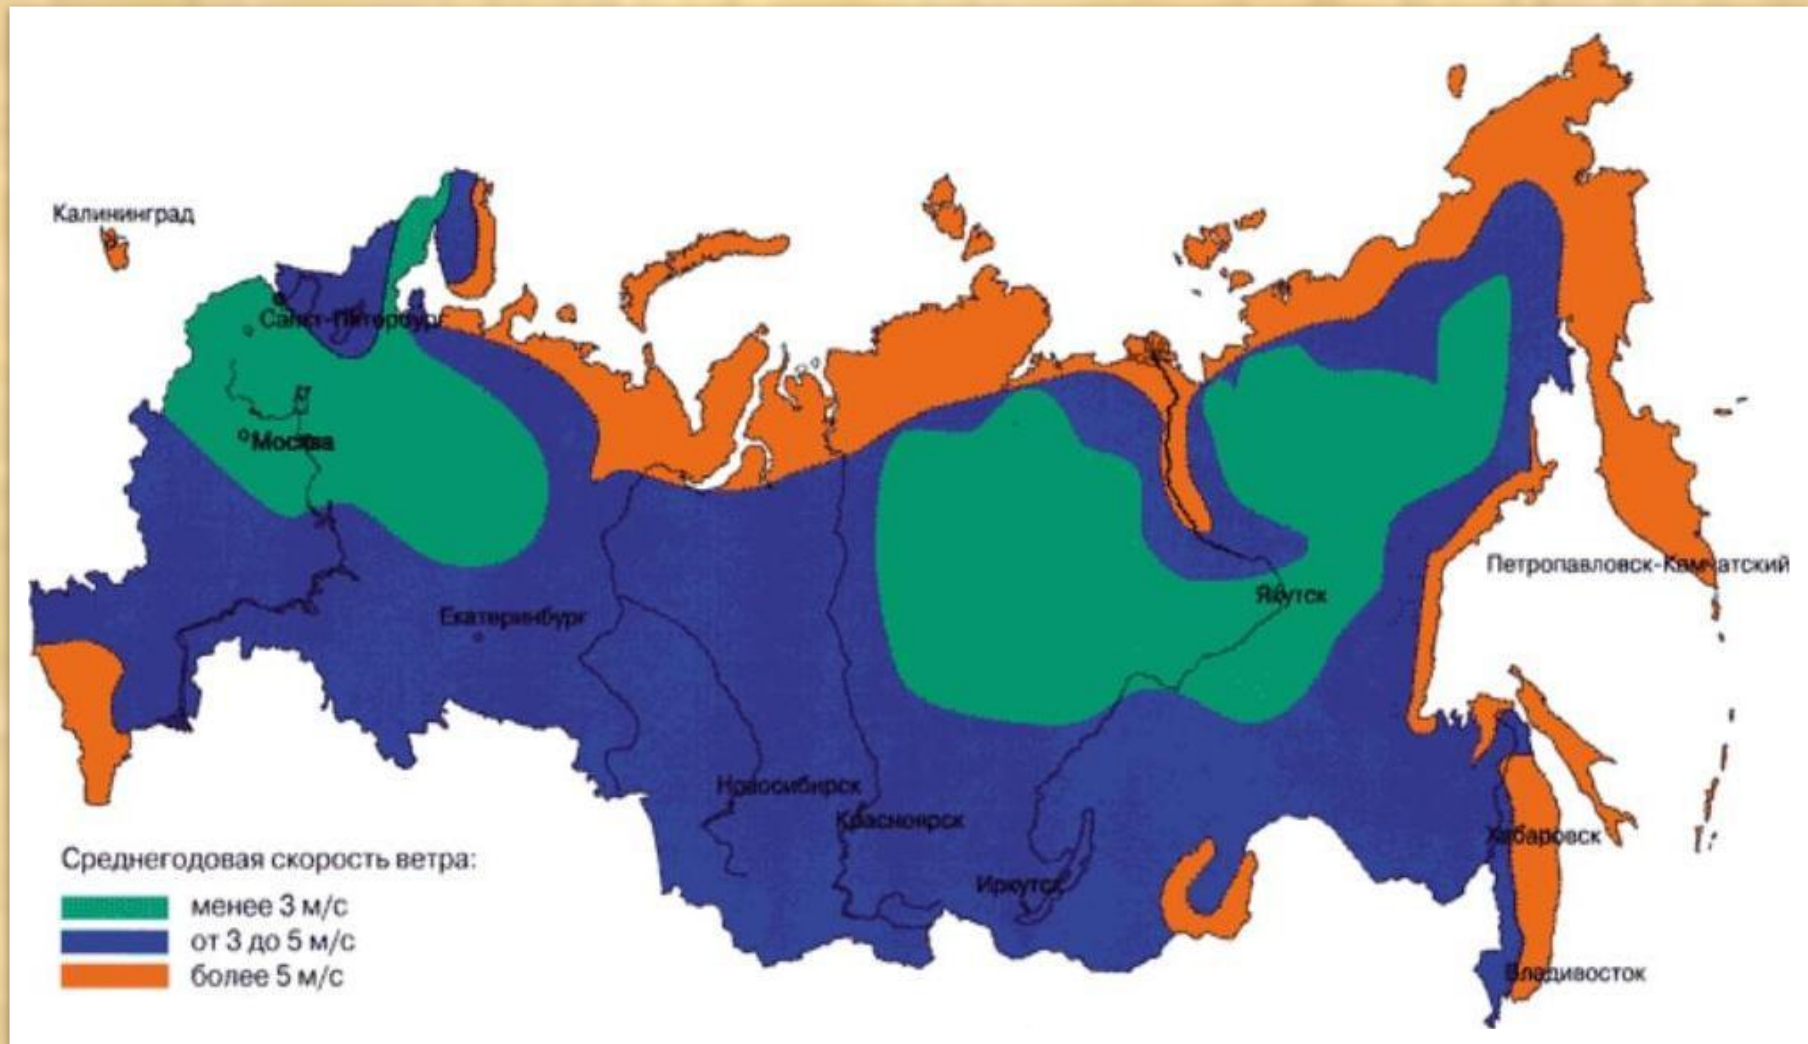 Калининград
Санкт-Петербург
Москва
Петропавловск-Камчатский
Якутск
Екатеринбург
Новосибирск
Красноярск
Хабаровск
Иркутск
Владивосток
Среднегодовая скорость ветра:
менее 3 м/с
от 3 до 5 м/с
более 5 м/с